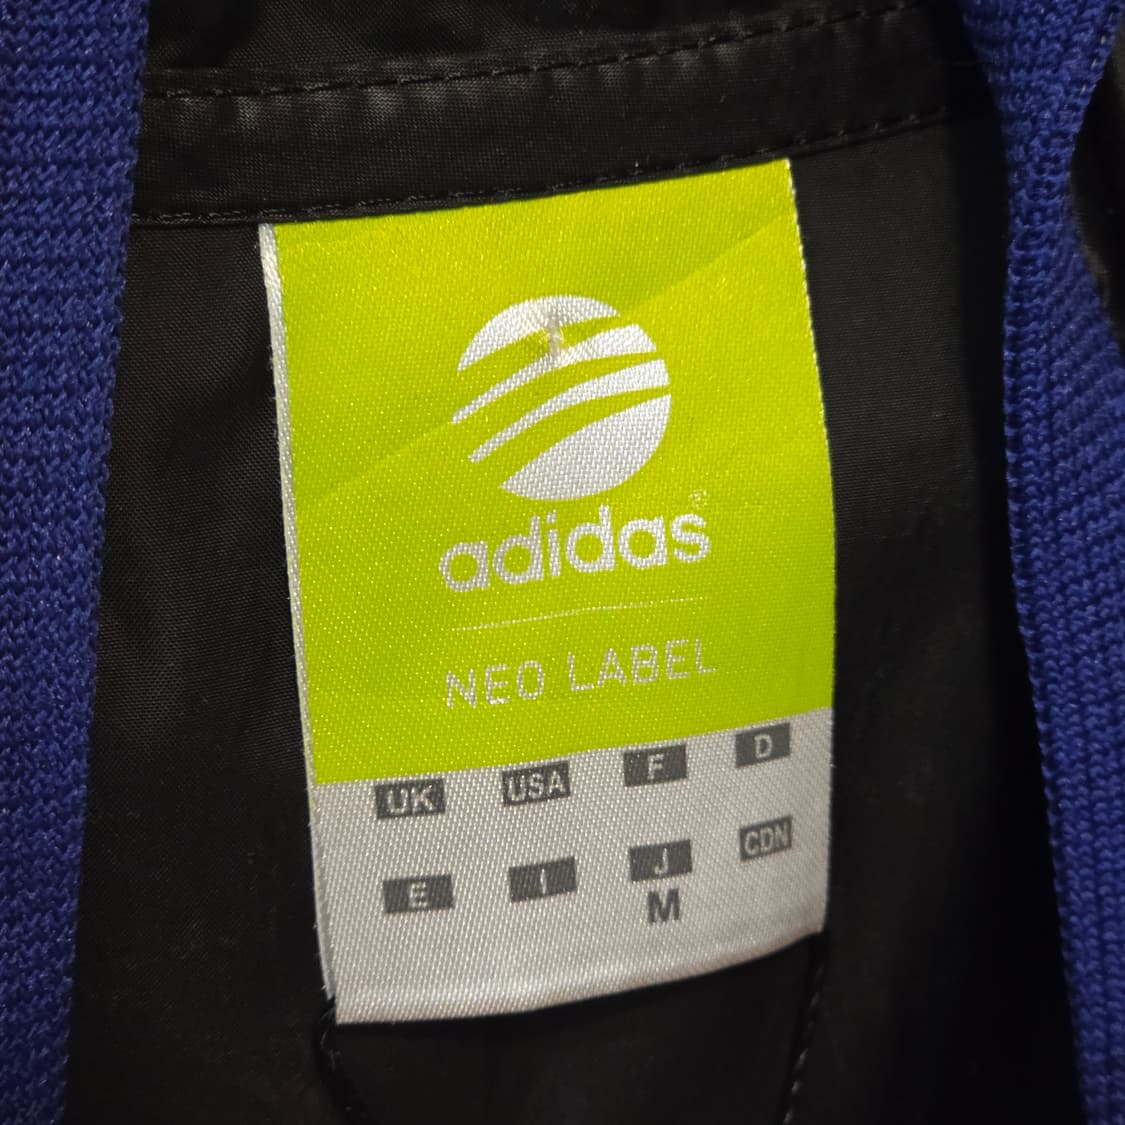 adidas®
NEO LABEL
UK USA F D
E I J CDN
M